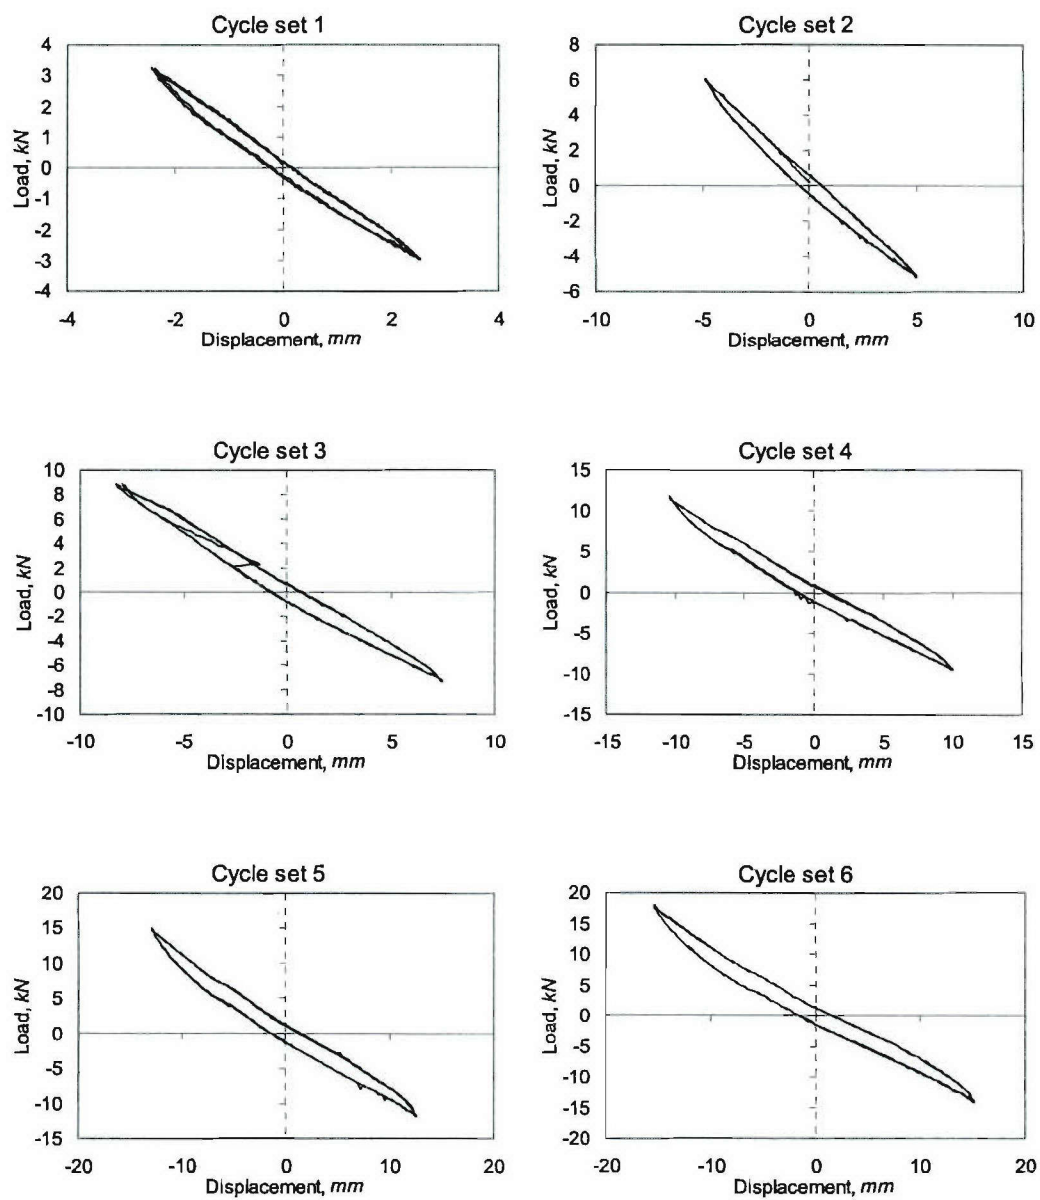 Cycle set 1
4
3
2
1
0
-1
-2
-3
-4
Load, kN
-4 -2 0 2 4
Displacement, mm
Cycle set 2
8
6
4
2
0
-2
-4
-6
Load, kN
-10 -5 0 5 10
Displacement, mm
Cycle set 3
10
8
6
4
2
0
-2
-4
-6
-8
-10
Load, kN
-10 -5 0 5 10
Displacement, mm
Cycle set 4
15
10
5
0
-5
-10
-15
Load, kN
-15 -10 -5 0 5 10 15
Displacement, mm
Cycle set 5
20
15
10
5
0
-5
-10
-15
Load, kN
-20 -10 0 10 20
Displacement, mm
Cycle set 6
20
15
10
5
0
-5
-10
-15
-20
Load, kN
-20 -10 0 10 20
Displacement, mm